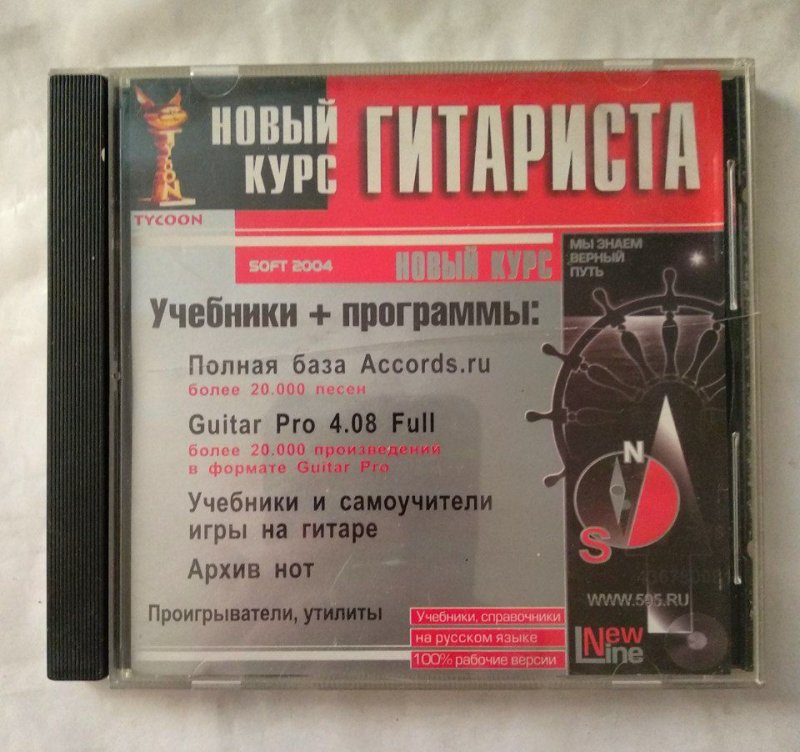 НОВЫЙ
КУРС
ГИТАРИСТА
TYCOON
SOFT 2004
НОВЫЙ КУРС
МЫ ЗНАЕМ
ВЕРНЫЙ
ПУТЬ
Учебники + программы:
Полная база Accords.ru
более 20.000 песен
Guitar Pro 4.08 Full
более 20.000 произведений
в формате Guitar Pro
Учебники и самоучители
игры на гитаре
Архив нот
Проигрыватели, утилиты
Учебники, справочники
на русском языке
100% рабочие версии
N
S
WWW.505.RU
New
Line